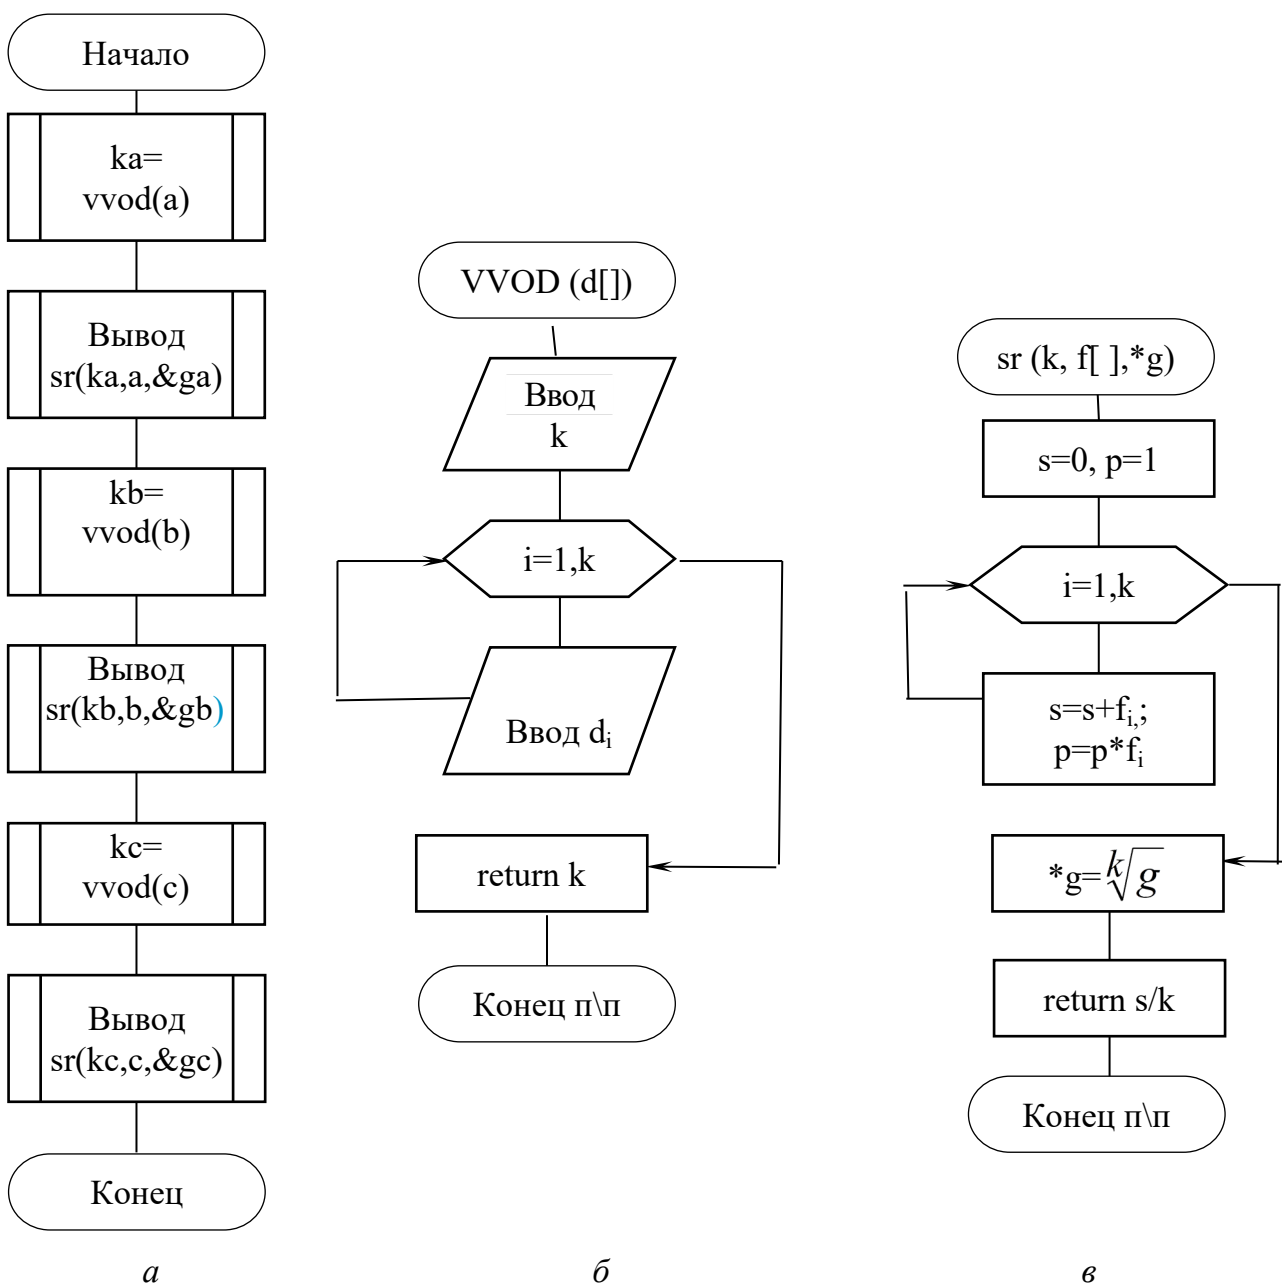 Начало
ka=
vvod(a)
Вывод
sr(ka,a,&ga)
kb=
vvod(b)
Вывод
sr(kb,b,&gb)
kc=
vvod(c)
Вывод
sr(kc,c,&gc)
Конец
а
VVOD (d[])
Ввод
k
i=1,k
Ввод dᵢ
return k
Конец п\п
б
sr (k, f[ ],*g)
s=0, p=1
i=1,k
s=s+fᵢ,;
p=p*fᵢ
*g=ᵏ√g
return s/k
Конец п\п
в